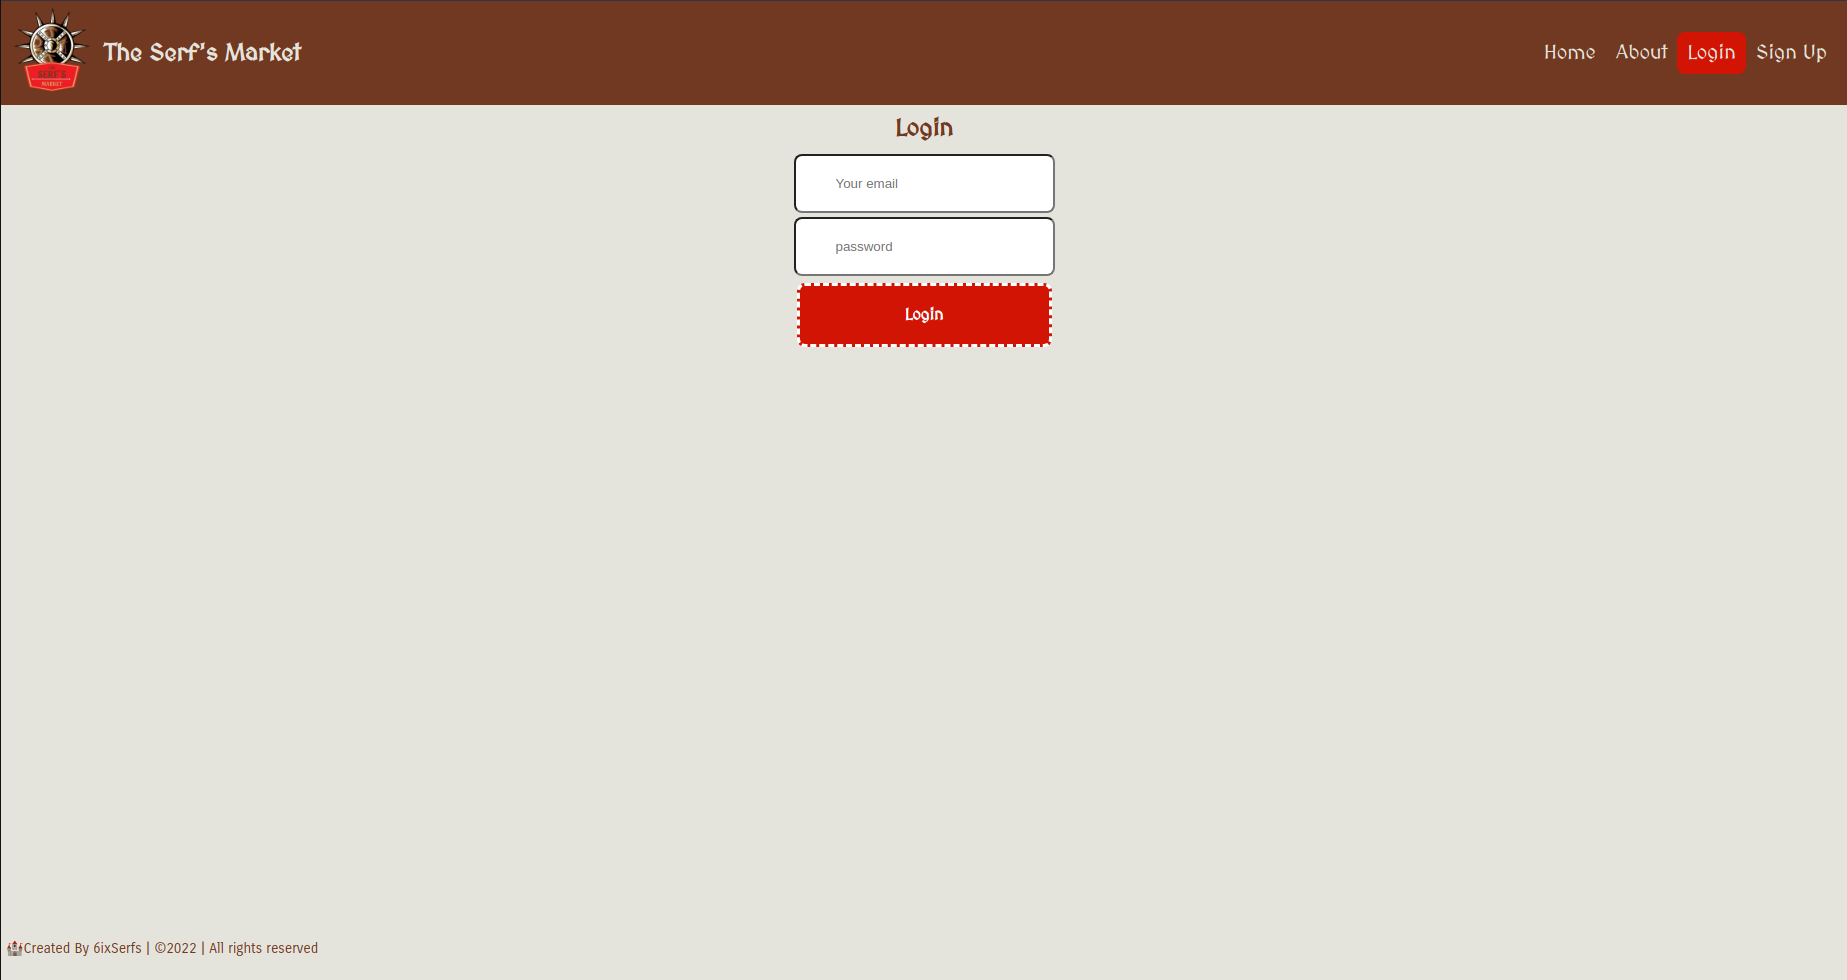 SERF'S
MARKET
The Serf's Market
Home About Login Sign Up
Login
Your email
password
Login
Created By 6ixSerfs | ©2022 | All rights reserved